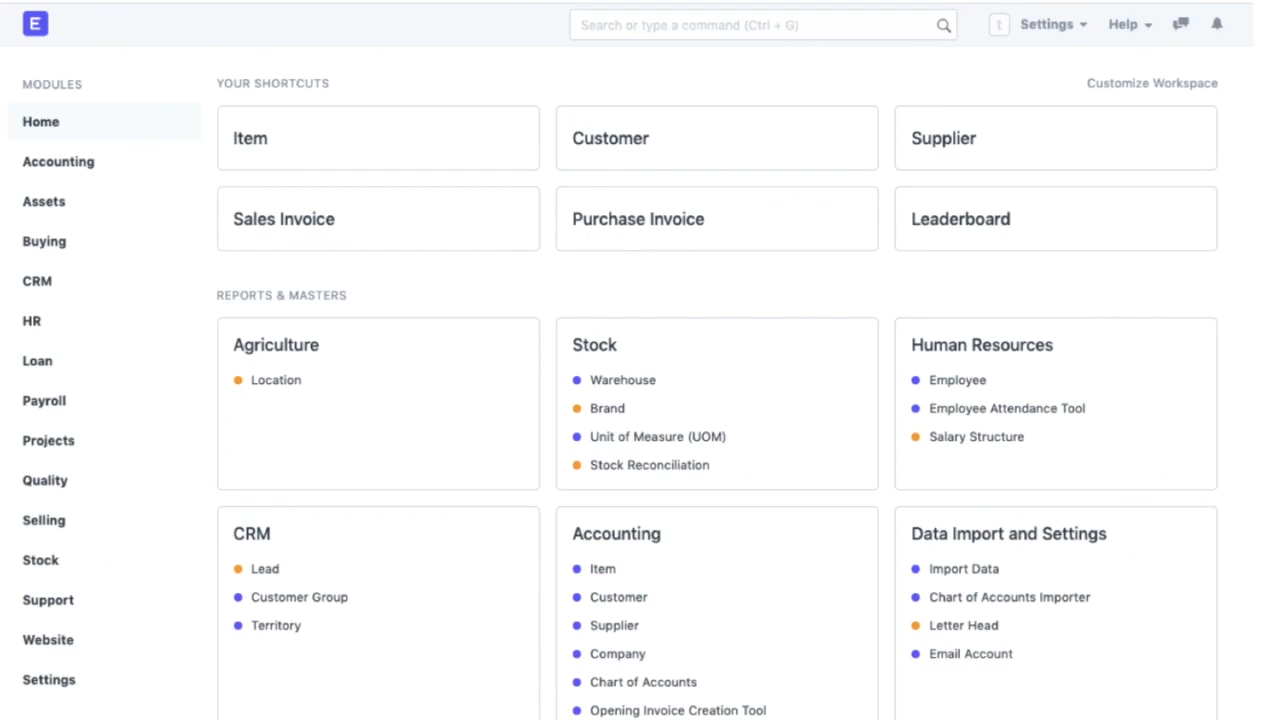 E
Search or type a command (Ctrl + G)
t
Settings
Help
MODULES
Home
Accounting
Assets
Buying
CRM
HR
Loan
Payroll
Projects
Quality
Selling
Stock
Support
Website
Settings
YOUR SHORTCUTS
Customize Workspace
Item
Customer
Supplier
Sales Invoice
Purchase Invoice
Leaderboard
REPORTS & MASTERS
Agriculture
Location
Stock
Warehouse
Brand
Unit of Measure (UOM)
Stock Reconciliation
Human Resources
Employee
Employee Attendance Tool
Salary Structure
CRM
Lead
Customer Group
Territory
Accounting
Item
Customer
Supplier
Company
Chart of Accounts
Opening Invoice Creation Tool
Data Import and Settings
Import Data
Chart of Accounts Importer
Letter Head
Email Account